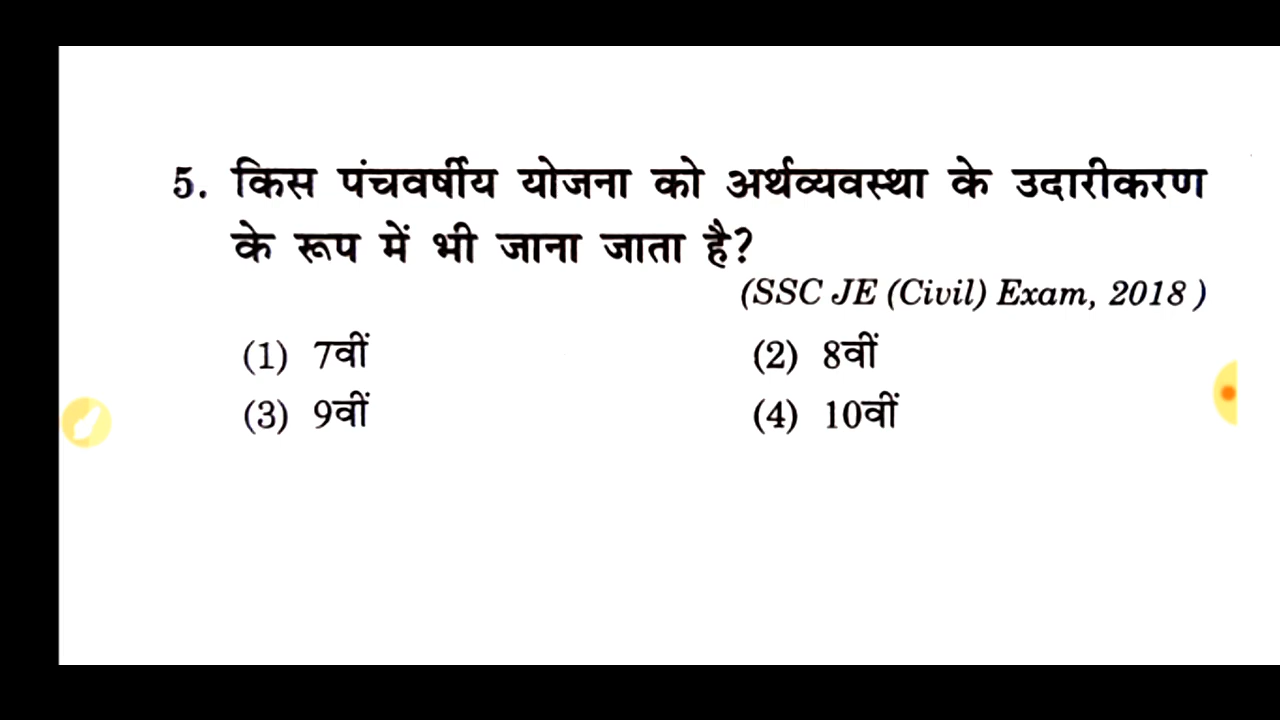 5. किस पंचवर्षीय योजना को अर्थव्यवस्था के उदारीकरण
के रूप में भी जाना जाता है?
(SSC JE (Civil) Exam, 2018 )
(1) 7वीं (2) 8वीं
(3) 9वीं (4) 10वीं